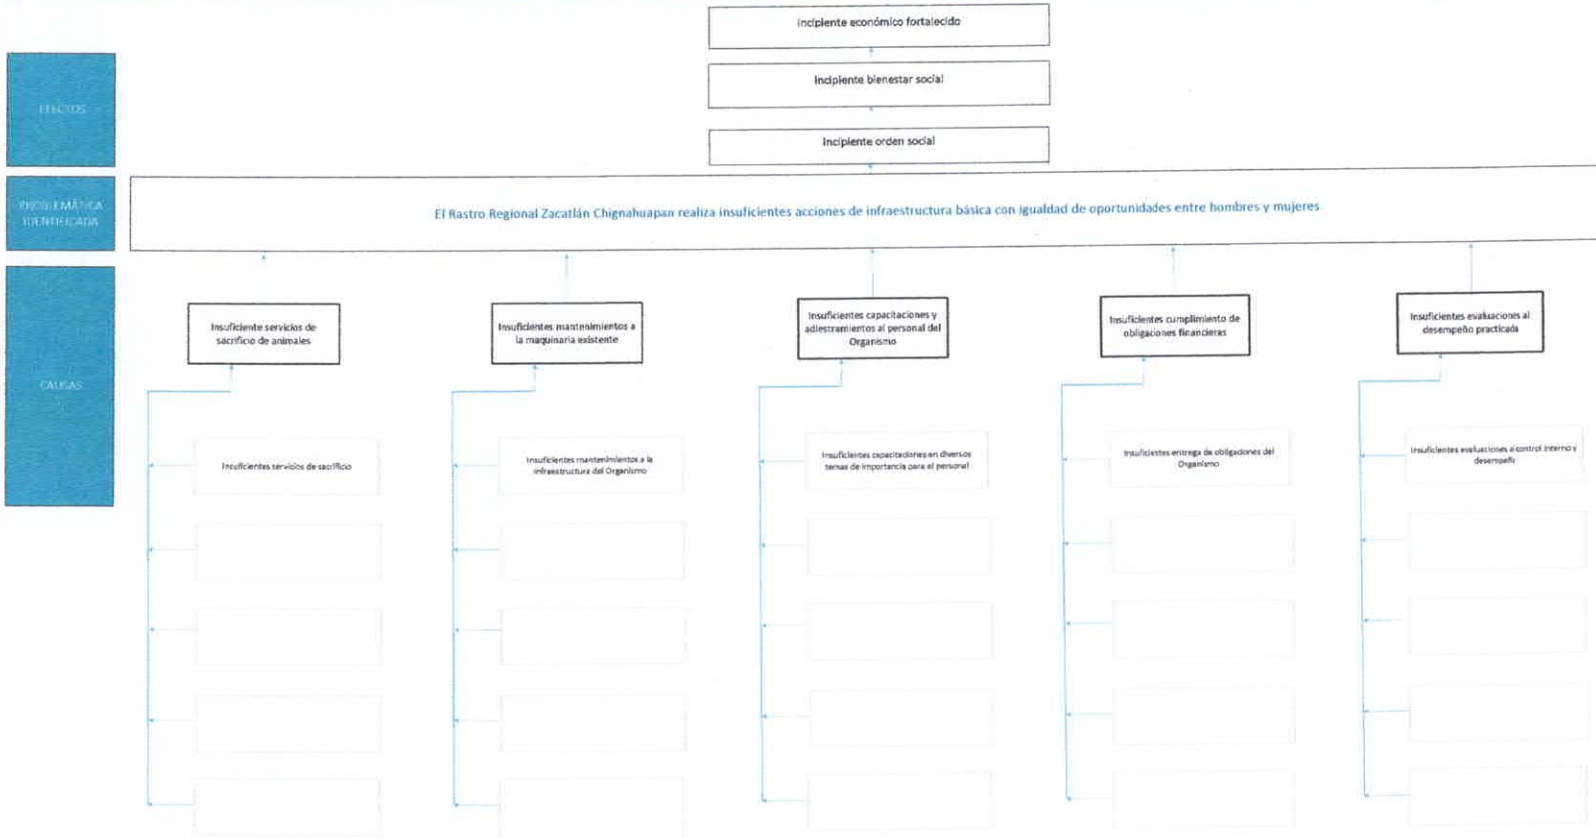 Incipiente económico fortalecido
Incipiente bienestar social
Incipiente orden social
EFECTOS
PROBLEMÁTICA
IDENTIFICADA
El Rastro Regional Zacatlán Chignahuapan realiza insuficientes acciones de infraestructura básica con igualdad de oportunidades entre hombres y mujeres
CAUSAS
Insuficiente servicios de
sacrificio de animales
Insuficientes mantenimientos a
la maquinaria existente
Insuficientes capacitaciones y
adiestramientos al personal del
Organismo
Insuficientes cumplimiento de
obligaciones financieras
Insuficientes evaluaciones al
desempeño practicada
Insuficientes servicios de sacrificio
Insuficientes mantenimientos a la
infraestructura del Organismo
Insuficientes capacitaciones en diversos
temas de importancia para el personal
Insuficientes entrega de obligaciones del
Organismo
Insuficientes evaluaciones al control interno y
desempeño